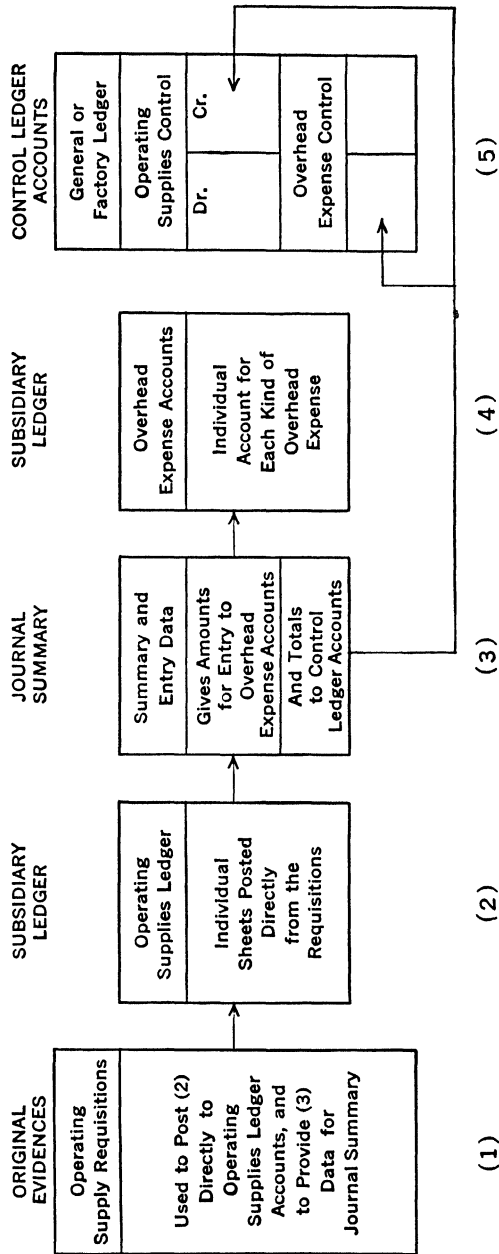 ORIGINAL
EVIDENCES
Operating
Supply Requisitions
Used to Post (2)
Directly to
Operating
Supplies Ledger
Accounts, and
to Provide (3)
Data for
Journal Summary
(1)
SUBSIDIARY
LEDGER
Operating
Supplies Ledger
Individual
Sheets Posted
Directly
from the
Requisitions
(2)
JOURNAL
SUMMARY
Summary and
Entry Data
Gives Amounts
for Entry to
Overhead
Expense Accounts
And Totals
to Control
Ledger Accounts
(3)
SUBSIDIARY
LEDGER
Overhead
Expense Accounts
Individual
Account for
Each Kind of
Overhead
Expense
(4)
CONTROL LEDGER
ACCOUNTS
General or
Factory Ledger
Operating
Supplies Control
Dr. Cr.
Overhead
Expense Control
(5)